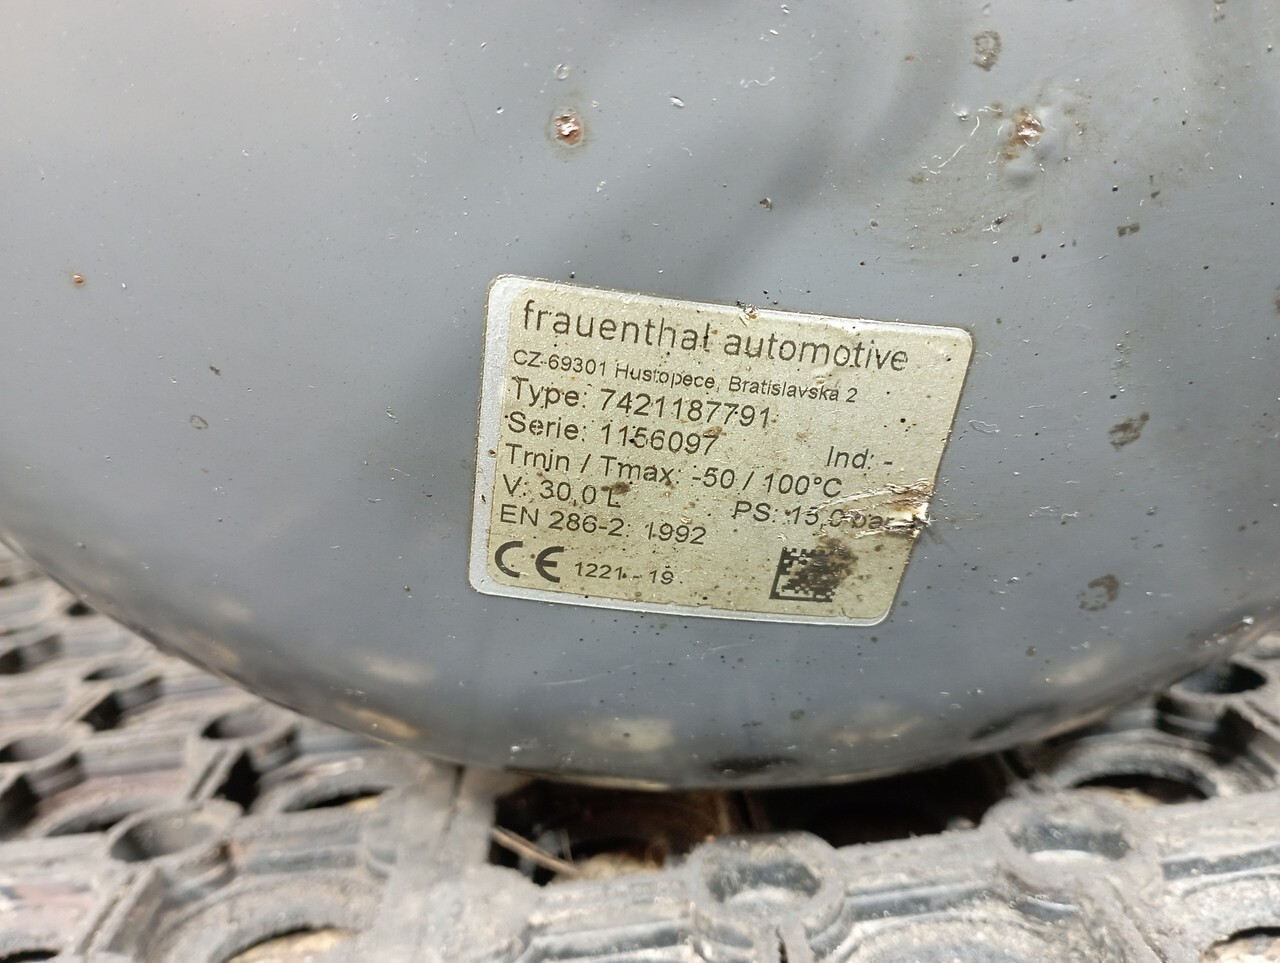 frauenthal automotive
CZ-69301 Hustopece, Bratislavska 2
Type: 7421187791
Serie: 1156097
Ind: -
Tmin / Tmax: -50 / 100°C
V: 30,0 L
PS: 15,0 bar
EN 286-2: 1992
CE 1221 - 19